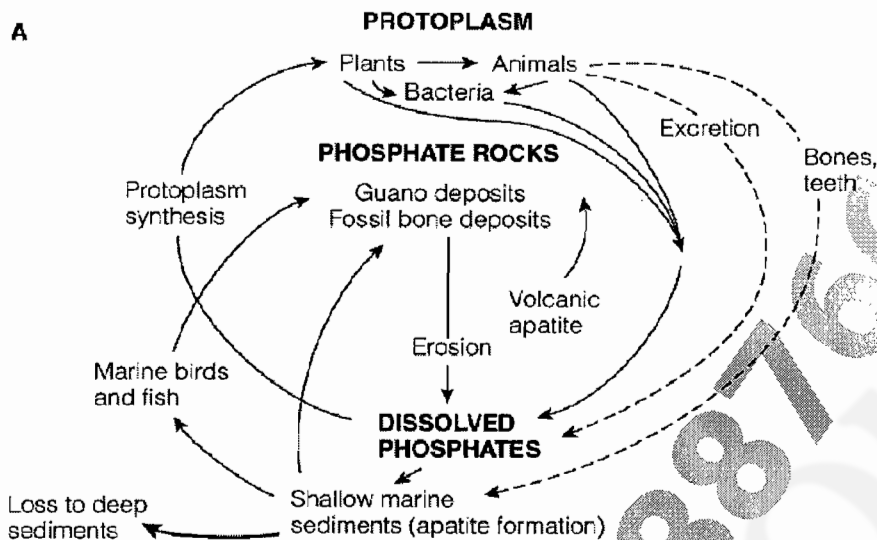 A
PROTOPLASM
Plants
Animals
Bacteria
Excretion
Bones,
teeth
PHOSPHATE ROCKS
Guano deposits
Fossil bone deposits
Protoplasm
synthesis
Volcanic
apatite
Erosion
Marine birds
and fish
DISSOLVED
PHOSPHATES
Shallow marine
sediments (apatite formation)
Loss to deep
sediments